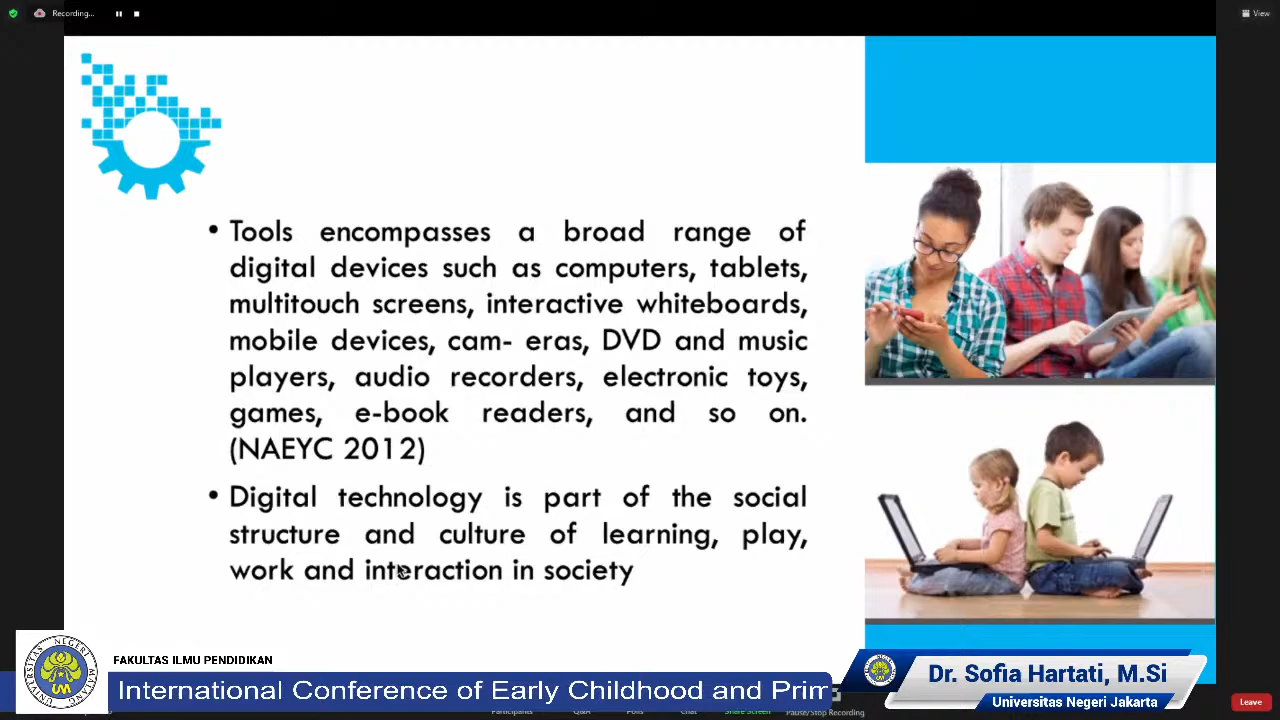 Recording...
View
• Tools encompasses a broad range of
digital devices such as computers, tablets,
multitouch screens, interactive whiteboards,
mobile devices, cam- eras, DVD and music
players, audio recorders, electronic toys,
games, e-book readers, and so on.
(NAEYC 2012)
• Digital technology is part of the social
structure and culture of learning, play,
work and interaction in society
FAKULTAS ILMU PENDIDIKAN
International Conference of Early Childhood and Prim
Dr. Sofia Hartati, M.Si
Universitas Negeri Jakarta
UNIVERSITAS NEGERI MALANG
UM
Participants Q&A Polls Chat Share Screen Pause/Stop Recording
Leave